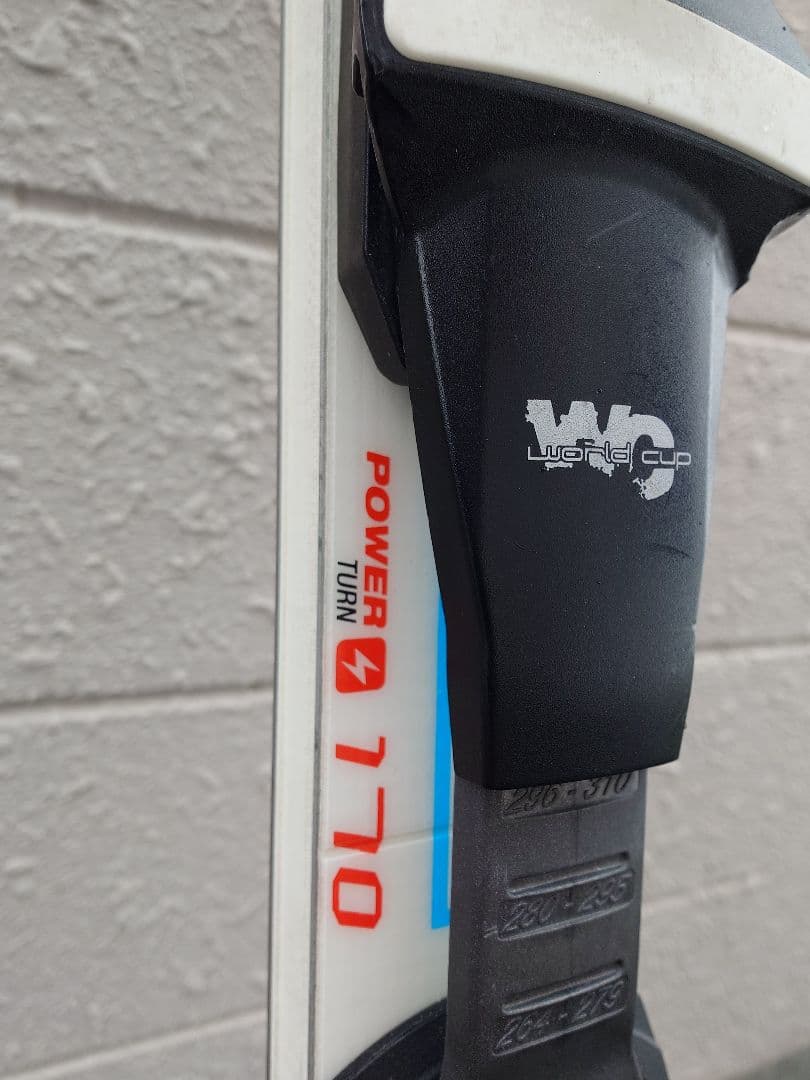 WC
world cup
POWER
TURN
170
296 - 310
280 - 295
264 - 279